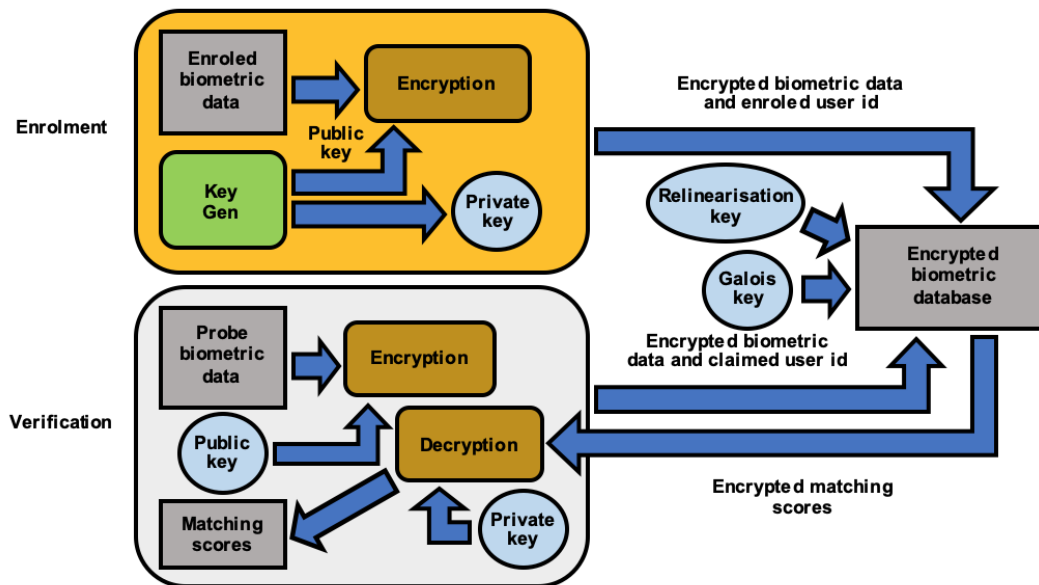 Enrolment
Enroled
biometric
data
Encryption
Public
key
Key
Gen
Private
key
Encrypted biometric data
and enroled user id
Relinearisation
key
Galois
key
Encrypted
biometric
database
Encrypted biometric
data and claimed user id
Verification
Probe
biometric
data
Encryption
Public
key
Decryption
Matching
scores
Private
key
Encrypted matching
scores